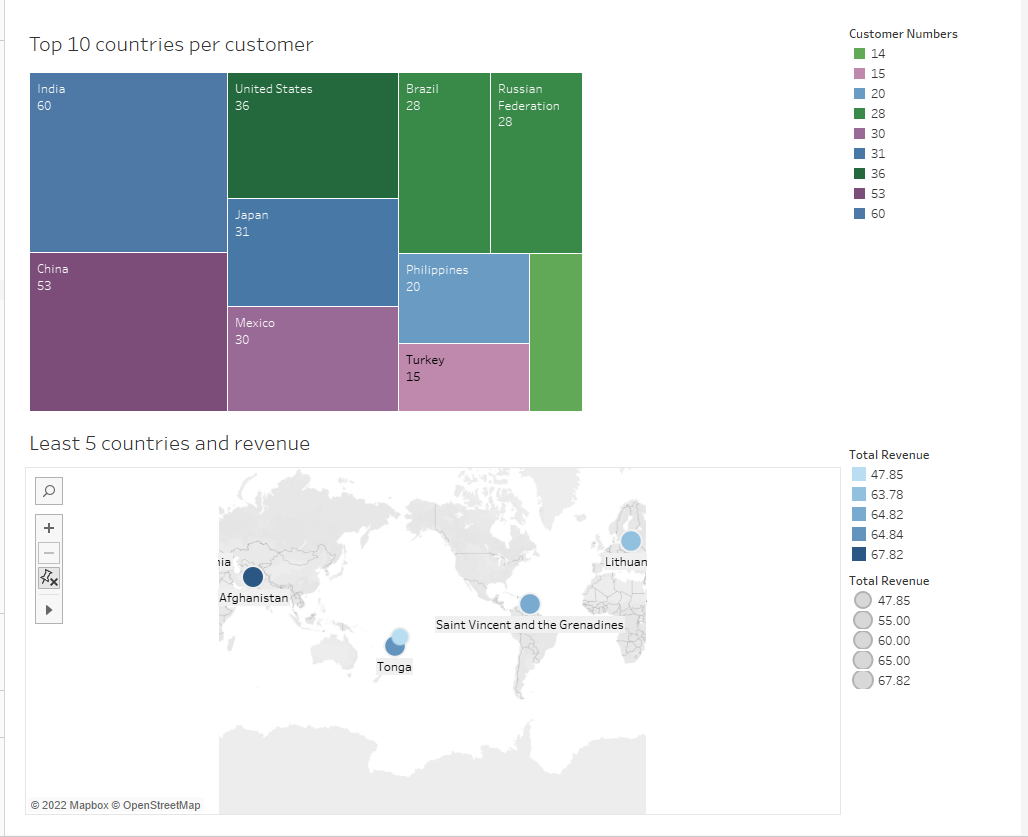 Top 10 countries per customer
India
60
United States
36
Brazil
28
Russian
Federation
28
Japan
31
China
53
Philippines
20
Mexico
30
Turkey
15
Customer Numbers
14
15
20
28
30
31
36
53
60
Least 5 countries and revenue
nia
Afghanistan
Lithuan
Saint Vincent and the Grenadines
Tonga
© 2022 Mapbox © OpenStreetMap
Total Revenue
47.85
63.78
64.82
64.84
67.82
Total Revenue
47.85
55.00
60.00
65.00
67.82